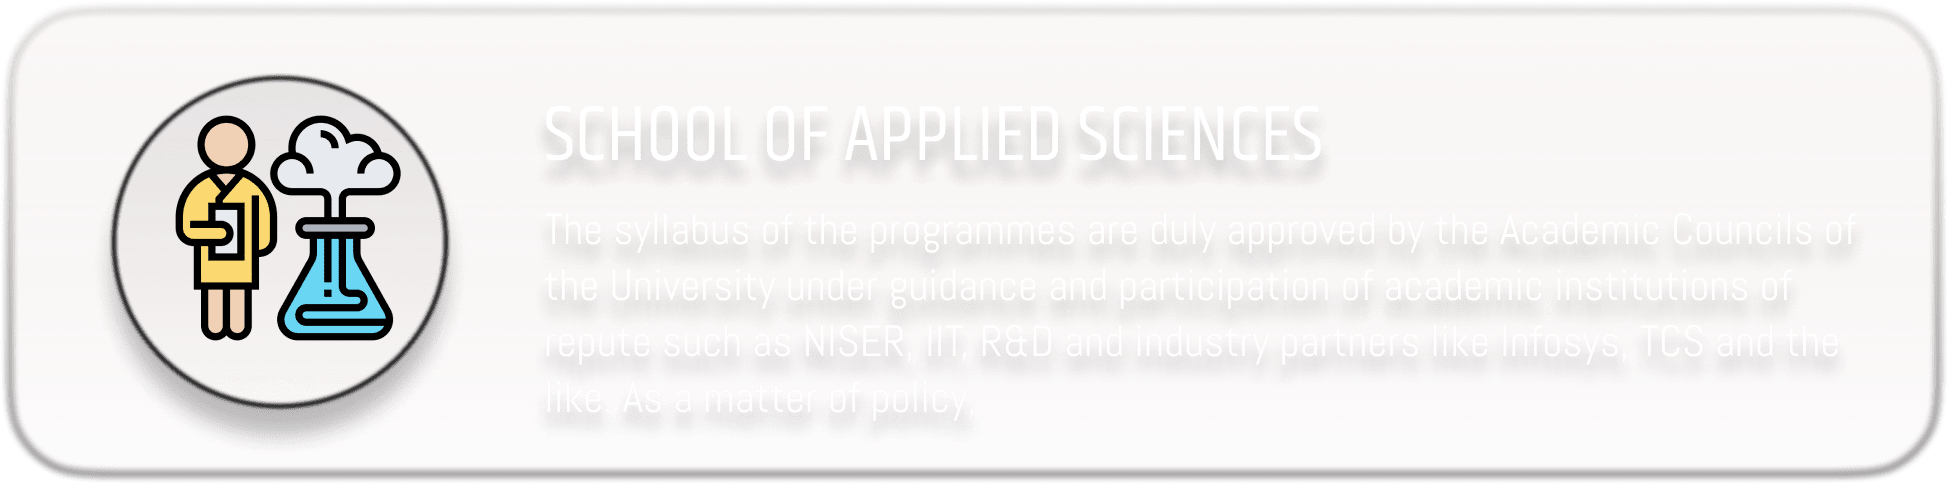 SCHOOL OF APPLIED SCIENCES
The syllabus of the programmes are duly approved by the Academic Councils of
the University under guidance and participation of academic institutions of
repute such as NISER, IIT, R&D and industry partners like Infosys, TCS and the
like. As a matter of policy,